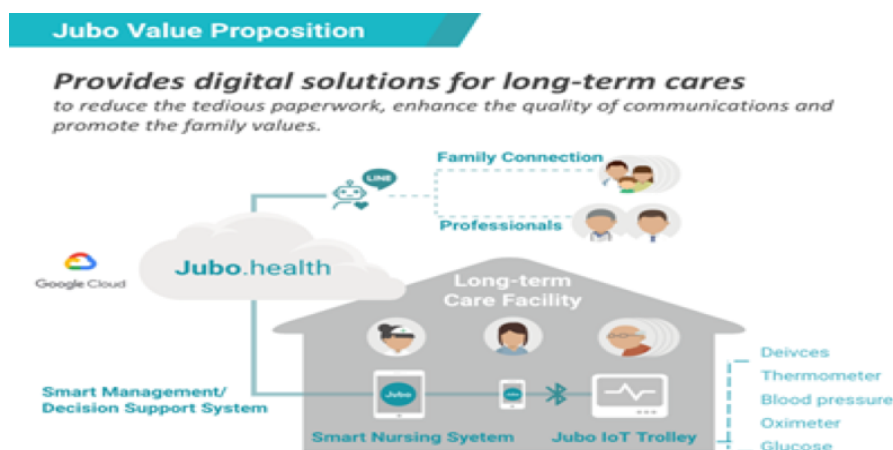 Jubo Value Proposition
Provides digital solutions for long-term cares
to reduce the tedious paperwork, enhance the quality of communications and
promote the family values.
Family Connection
LINE
Professionals
Jubo.health
Google Cloud
Long-term
Care Facility
Smart Management/
Decision Support System
Jubo
Smart Nursing Syetem
Jubo IoT Trolley
Deivces
Thermometer
Blood pressure
Oximeter
Glucose